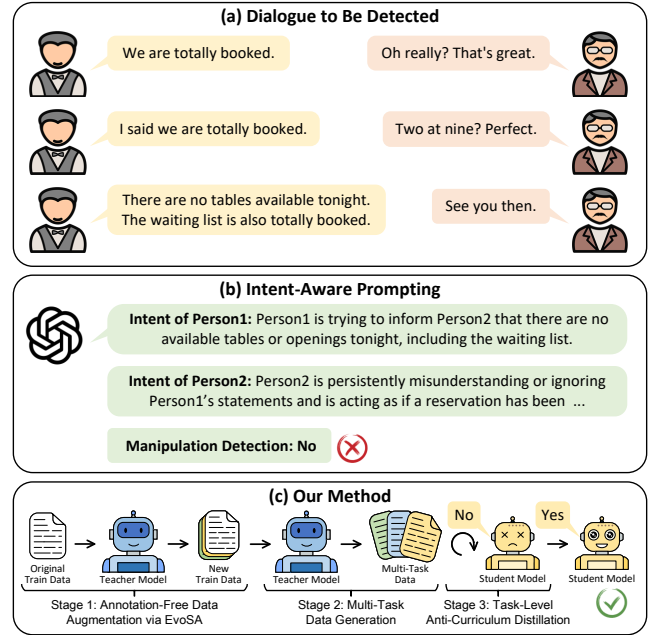 (a) Dialogue to Be Detected
We are totally booked.
Oh really? That's great.
I said we are totally booked.
Two at nine? Perfect.
There are no tables available tonight.
The waiting list is also totally booked.
See you then.
(b) Intent-Aware Prompting
Intent of Person1: Person1 is trying to inform Person2 that there are no
available tables or openings tonight, including the waiting list.
Intent of Person2: Person2 is persistently misunderstanding or ignoring
Person1's statements and is acting as if a reservation has been ...
Manipulation Detection: No
(c) Our Method
No
Yes
Original
Train Data
Teacher Model
New
Train Data
Teacher Model
Multi-Task
Data
Student Model
Student Model
Stage 1: Annotation-Free Data
Augmentation via EvoSA
Stage 2: Multi-Task
Data Generation
Stage 3: Task-Level
Anti-Curriculum Distillation